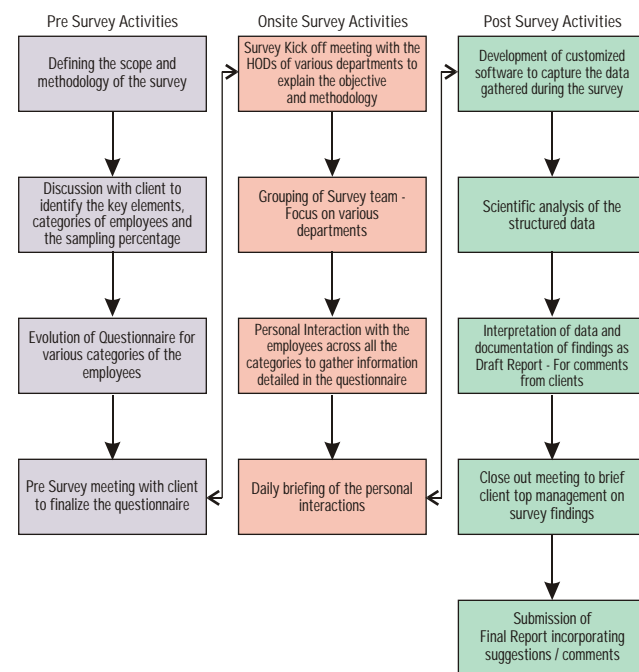 Pre Survey Activities
Defining the scope and
methodology of the survey
Discussion with client to
identify the key elements,
categories of employees and
the sampling percentage
Evolution of Questionnaire for
various categories of the
employees
Pre Survey meeting with client
to finalize the questionnaire
Onsite Survey Activities
Survey Kick off meeting with the
HODs of various departments to
explain the objective
and methodology
Grouping of Survey team -
Focus on various
departments
Personal Interaction with the
employees across all the
categories to gather information
detailed in the questionnaire
Daily briefing of the personal
interactions
Post Survey Activities
Development of customized
software to capture the data
gathered during the survey
Scientific analysis of the
structured data
Interpretation of data and
documentation of findings as
Draft Report - For comments
from clients
Close out meeting to brief
client top management on
survey findings
Submission of
Final Report incorporating
suggestions / comments